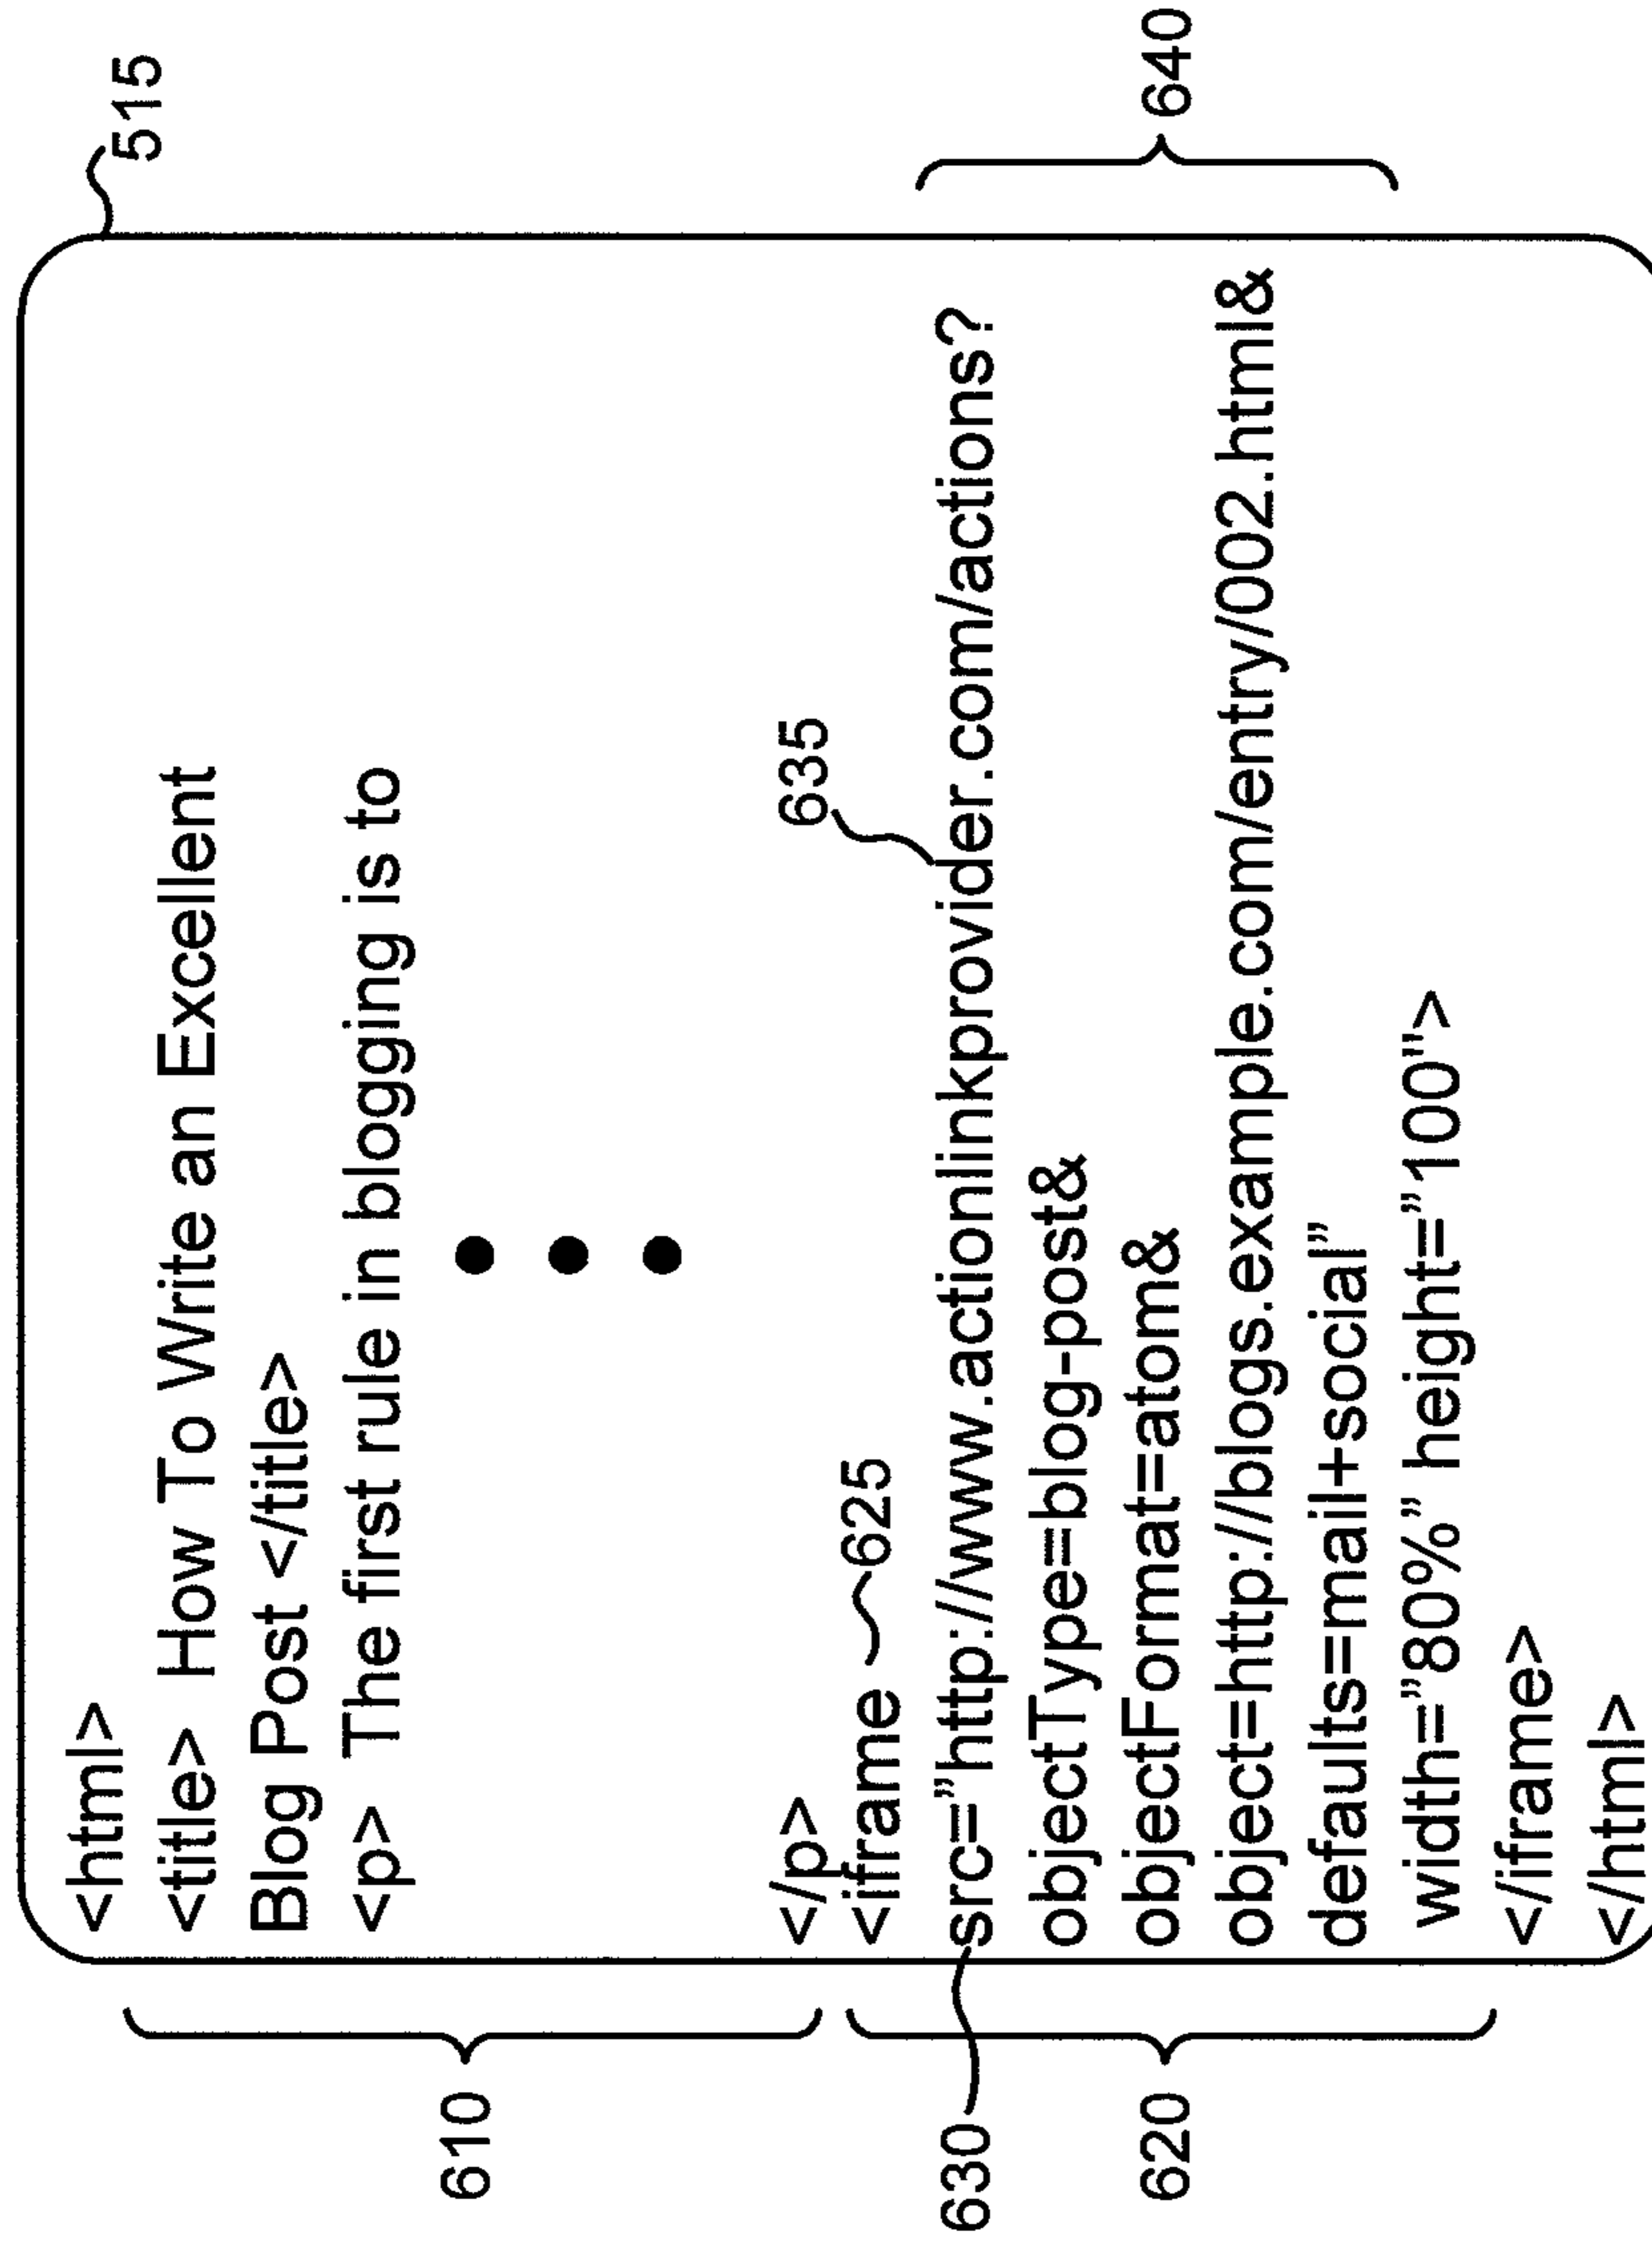 515
<html>
<title> How To Write an Excellent
Blog Post </title>
<p> The first rule in blogging is to
610
</p>
<iframe 625
635
630
src="http://www.actionlinkprovider.com/actions?
objectType=blog-post&
objectFormat=atom&
object=http://blogs.example.com/entry/002.html&
defaults=mail+social”
width=”80%” height=”100”>
</iframe>
</html>
620
640